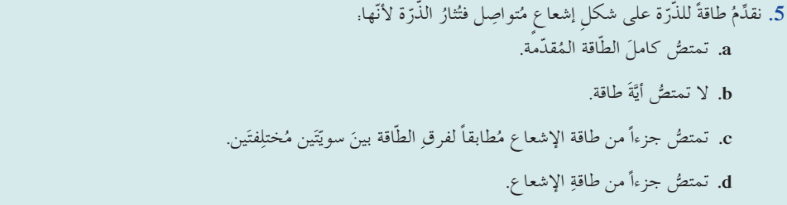 5. نقدِّمُ طاقةً للذّرّة على شكلِ إشعاعٍ مُتواصِل فتُثارُ الذّرّة لأنّها:
a. تمتصُّ كاملَ الطّاقة المُقدّمة.
b. لا تمتصُّ أيَّةَ طاقة.
c. تمتصُّ جزءاً من طاقة الإشعاع مُطابقاً لفرقِ الطّاقة بينَ سويّتَين مُختلِفتَين.
d. تمتصُّ جزءاً من طاقةِ الإشعاع.